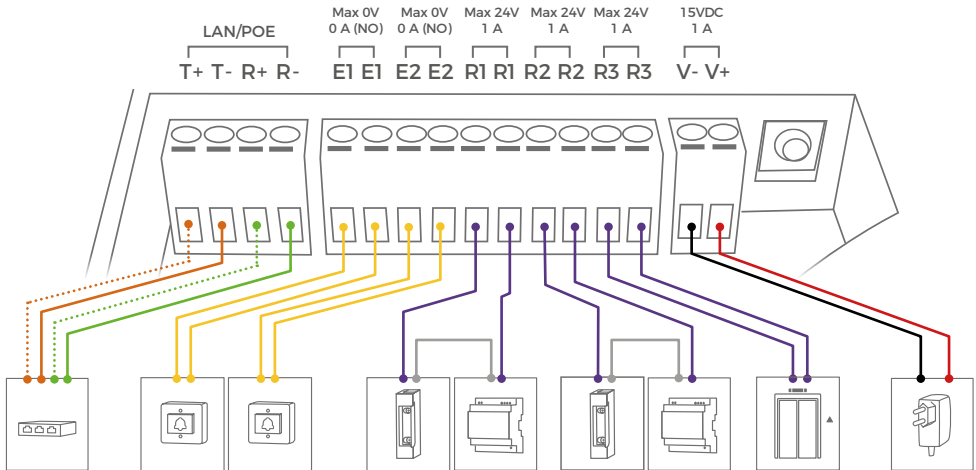 LAN/POE
T+ T- R+ R-
Max 0V
0 A (NO)
E1 E1
Max 0V
0 A (NO)
E2 E2
Max 24V
1 A
R1 R1
Max 24V
1 A
R2 R2
Max 24V
1 A
R3 R3
15VDC
1 A
V- V+